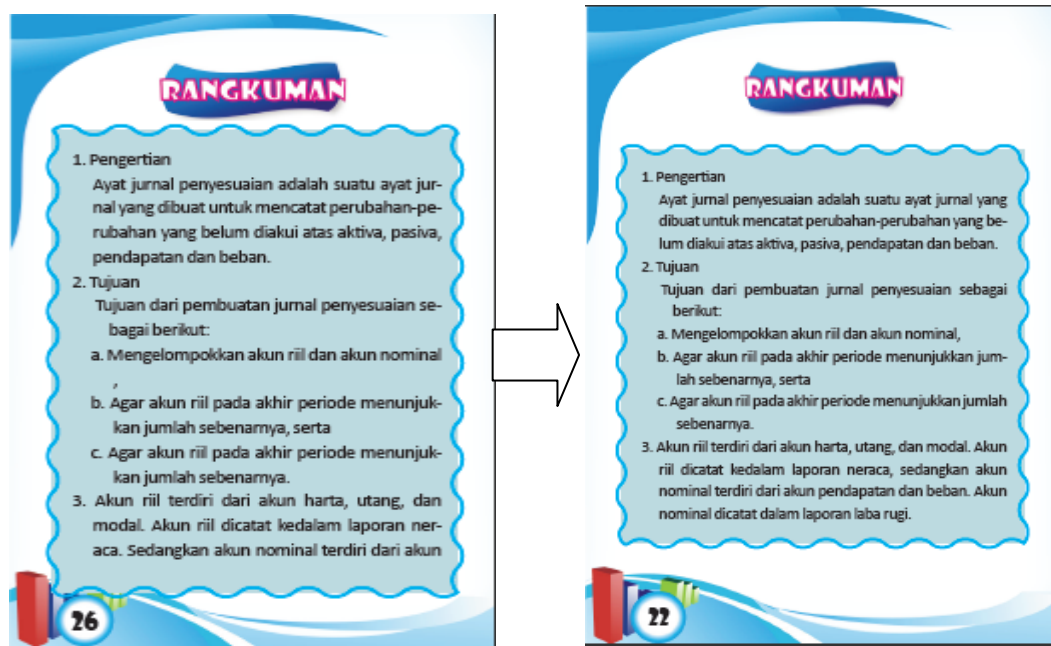 RANGKUMAN
1. Pengertian
Ayat jurnal penyesuaian adalah suatu ayat jur-
nal yang dibuat untuk mencatat perubahan-pe-
rubahan yang belum diakui atas aktiva, pasiva,
pendapatan dan beban.
2. Tujuan
Tujuan dari pembuatan jurnal penyesuaian se-
bagai berikut:
a. Mengelompokkan akun riil dan akun nominal
,
b. Agar akun riil pada akhir periode menunjuk-
kan jumlah sebenarnya, serta
c. Agar akun riil pada akhir periode menunjuk-
kan jumlah sebenarnya.
3. Akun riil terdiri dari akun harta, utang, dan
modal. Akun riil dicatat kedalam laporan ner-
aca. Sedangkan akun nominal terdiri dari akun
26
RANGKUMAN
1. Pengertian
Ayat jurnal penyesuaian adalah suatu ayat jurnal yang
dibuat untuk mencatat perubahan-perubahan yang be-
lum diakui atas aktiva, pasiva, pendapatan dan beban.
2. Tujuan
Tujuan dari pembuatan jurnal penyesuaian sebagai
berikut:
a. Mengelompokkan akun riil dan akun nominal,
b. Agar akun riil pada akhir periode menunjukkan jum-
lah sebenarnya, serta
c. Agar akun riil pada akhir periode menunjukkan jumlah
sebenarnya.
3. Akun riil terdiri dari akun harta, utang, dan modal. Akun
riil dicatat kedalam laporan neraca, sedangkan akun
nominal terdiri dari akun pendapatan dan beban. Akun
nominal dicatat dalam laporan laba rugi.
22